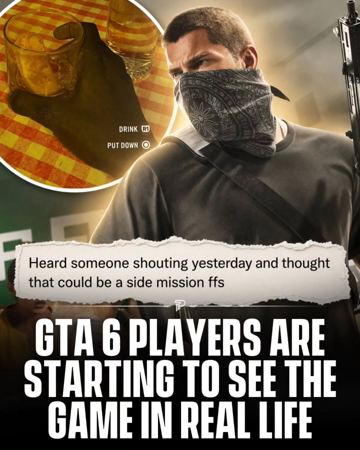 DRINK R1
PUT DOWN
Heard someone shouting yesterday and thought
that could be a side mission ffs
GTA 6 PLAYERS ARE
STARTING TO SEE THE
GAME IN REAL LIFE